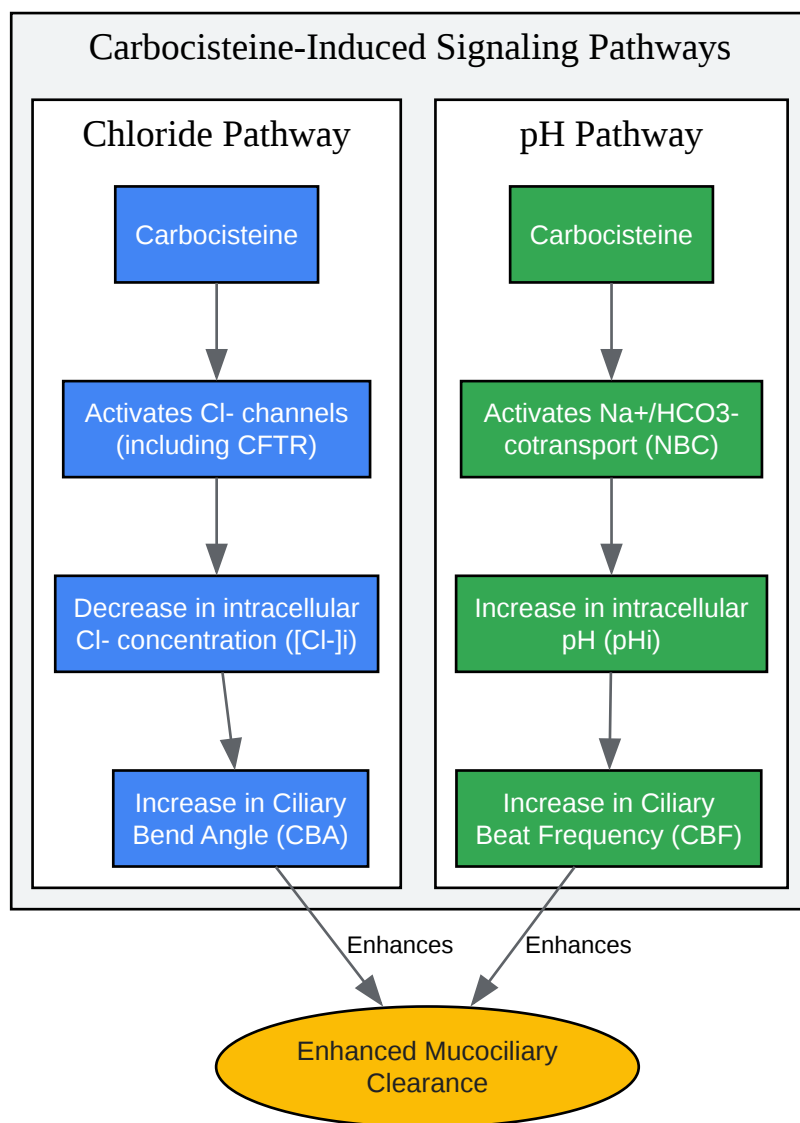 Carbocisteine-Induced Signaling Pathways
Chloride Pathway
Carbocisteine
Activates Cl- channels
(including CFTR)
Decrease in intracellular
Cl- concentration ([Cl-]i)
Increase in Ciliary
Bend Angle (CBA)
pH Pathway
Carbocisteine
Activates Na+/HCO3-
cotransport (NBC)
Increase in intracellular
pH (pHi)
Increase in Ciliary
Beat Frequency (CBF)
Enhances
Enhances
Enhanced Mucociliary
Clearance